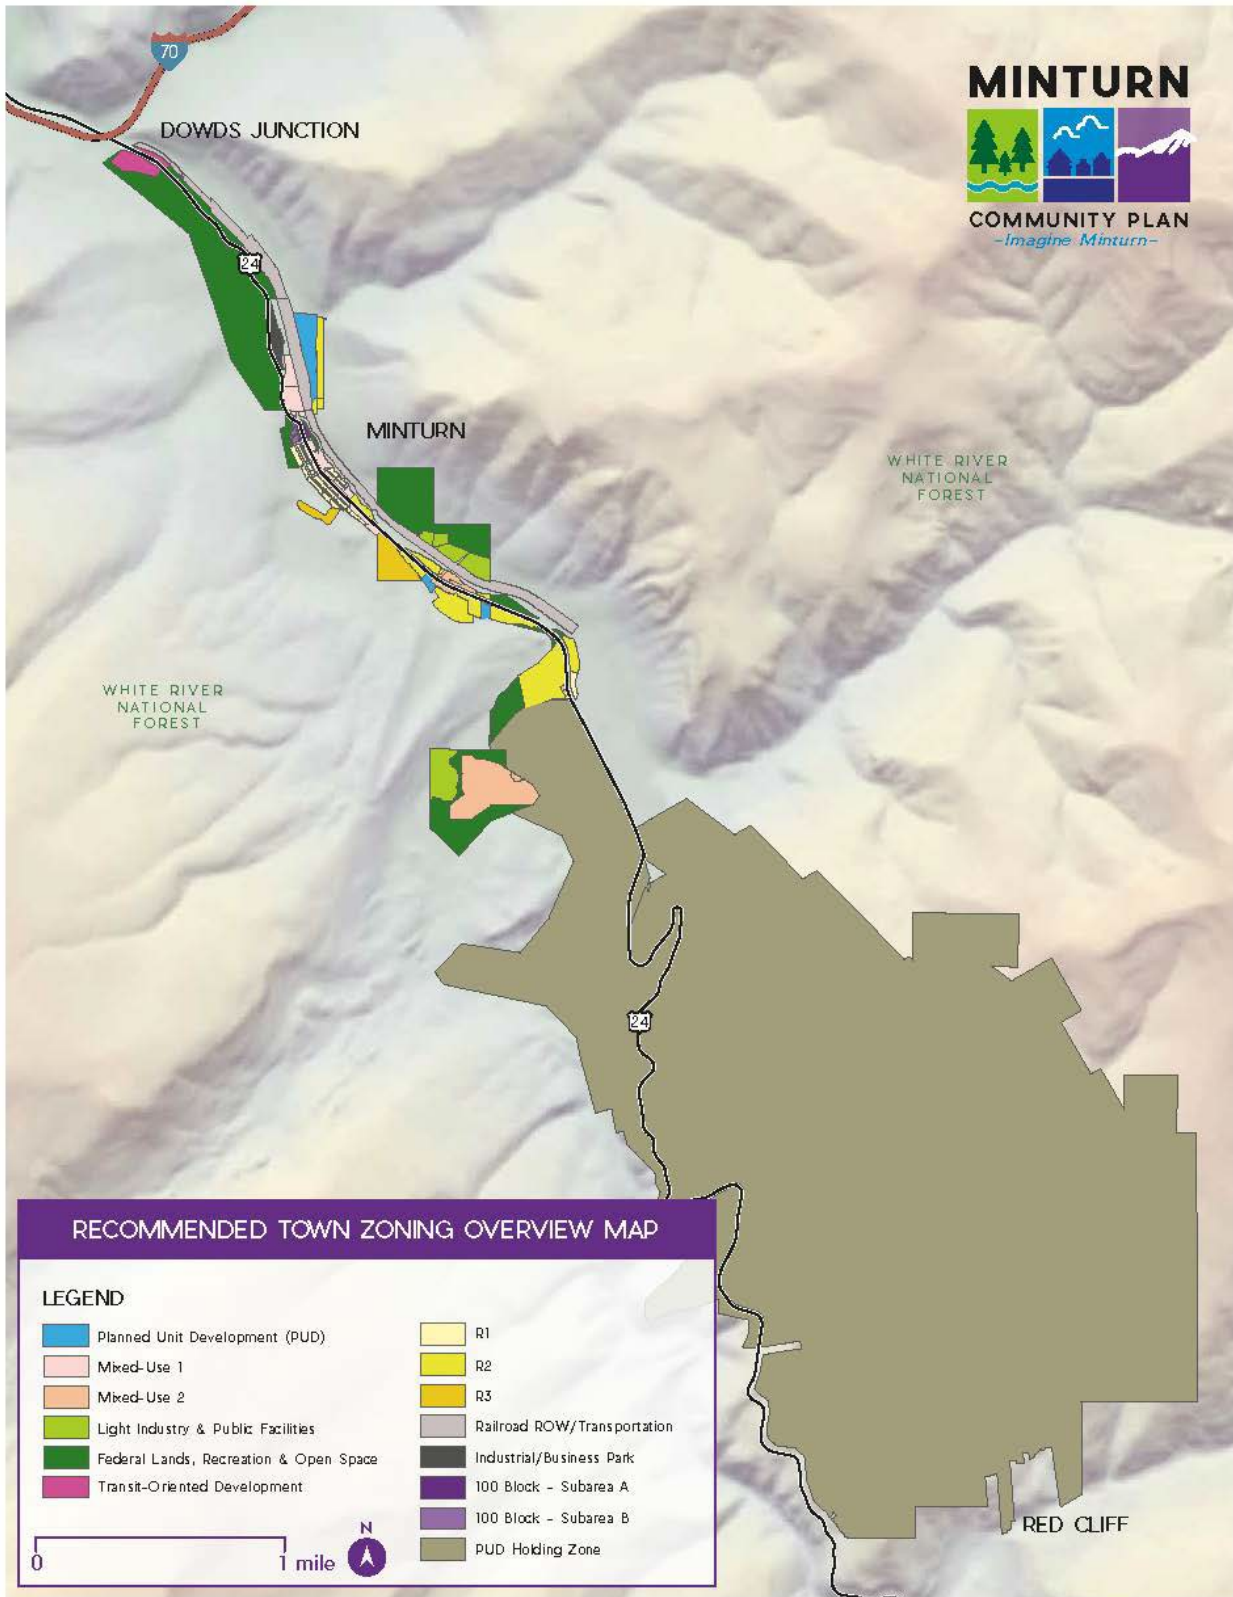 70
DOWDS JUNCTION
MINTURN
COMMUNITY PLAN
-Imagine Minturn-
24
MINTURN
WHITE RIVER
NATIONAL
FOREST
WHITE RIVER
NATIONAL
FOREST
24
RECOMMENDED TOWN ZONING OVERVIEW MAP
LEGEND
Planned Unit Development (PUD)
Mixed-Use 1
Mixed-Use 2
Light Industry & Public Facilities
Federal Lands, Recreation & Open Space
Transit-Oriented Development
R1
R2
R3
Railroad ROW/Transportation
Industrial/Business Park
100 Block - Subarea A
100 Block - Subarea B
PUD Holding Zone
0
1 mile
N
RED CLIFF